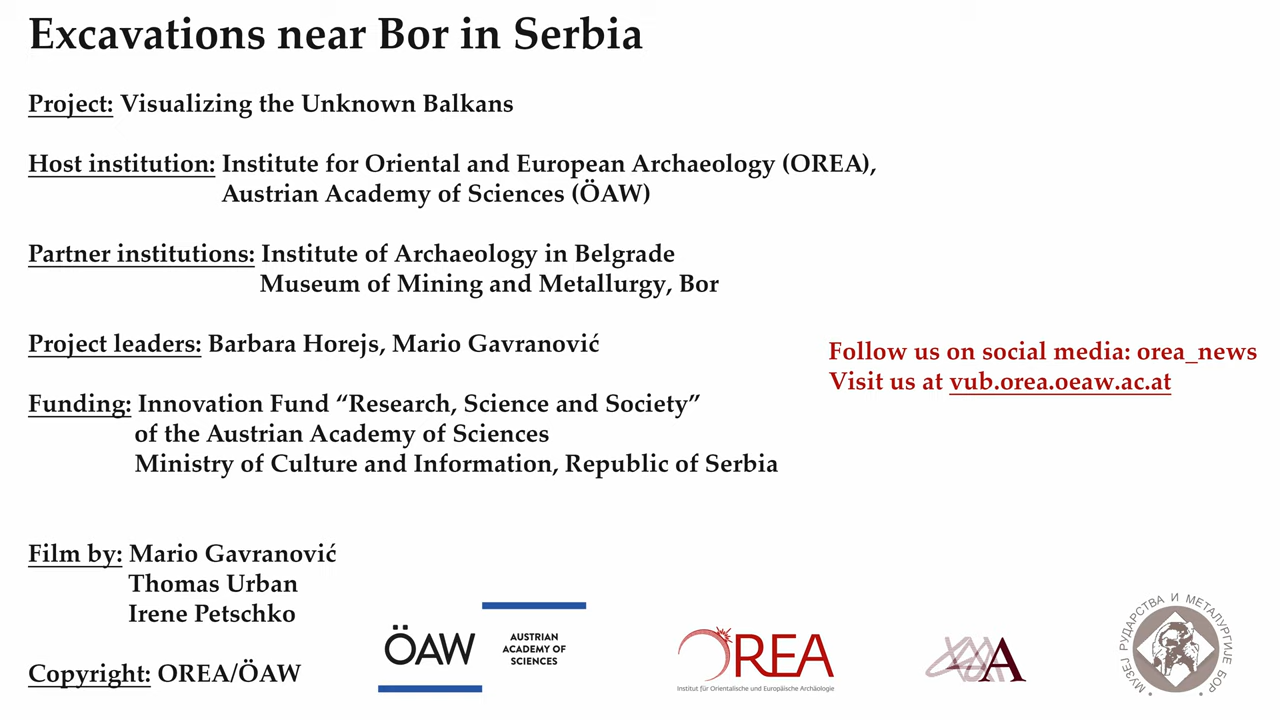 Excavations near Bor in Serbia
Project: Visualizing the Unknown Balkans
Host institution: Institute for Oriental and European Archaeology (OREA),
Austrian Academy of Sciences (ÖAW)
Partner institutions: Institute of Archaeology in Belgrade
Museum of Mining and Metallurgy, Bor
Project leaders: Barbara Horejs, Mario Gavranović
Funding: Innovation Fund “Research, Science and Society”
of the Austrian Academy of Sciences
Ministry of Culture and Information, Republic of Serbia
Follow us on social media: orea_news
Visit us at vub.orea.oeaw.ac.at
Film by: Mario Gavranović
Thomas Urban
Irene Petschko
Copyright: OREA/ÖAW
ÖAW
AUSTRIAN
ACADEMY OF
SCIENCES
OREA
Institut für Orientalische und Europäische Archäologie
A
МУЗЕЈ РУДАРСТВА И МЕТАЛУРГИЈЕ БОР